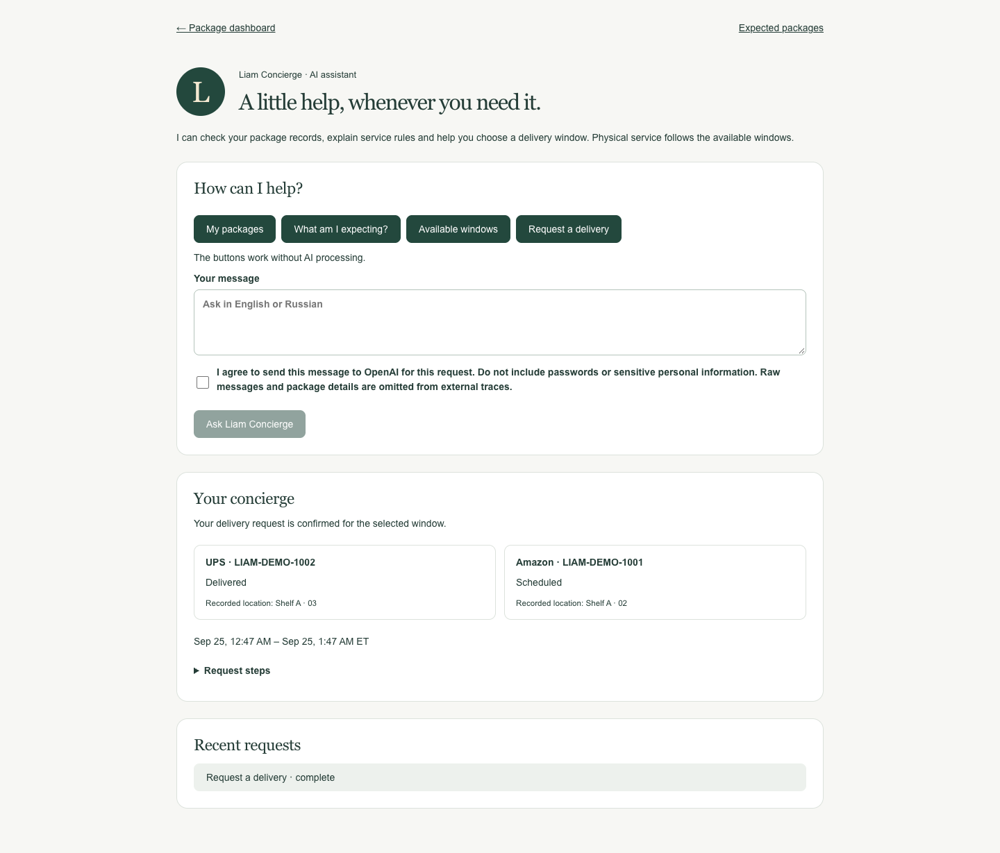 ← Package dashboard
Expected packages
L
Liam Concierge · AI assistant
A little help, whenever you need it.
I can check your package records, explain service rules and help you choose a delivery window. Physical service follows the available windows.
How can I help?
My packages
What am I expecting?
Available windows
Request a delivery
The buttons work without AI processing.
Your message
Ask in English or Russian
I agree to send this message to OpenAI for this request. Do not include passwords or sensitive personal information. Raw
messages and package details are omitted from external traces.
Ask Liam Concierge
Your concierge
Your delivery request is confirmed for the selected window.
UPS · LIAM-DEMO-1002
Delivered
Recorded location: Shelf A · 03
Amazon · LIAM-DEMO-1001
Scheduled
Recorded location: Shelf A · 02
Sep 25, 12:47 AM – Sep 25, 1:47 AM ET
▶ Request steps
Recent requests
Request a delivery · complete